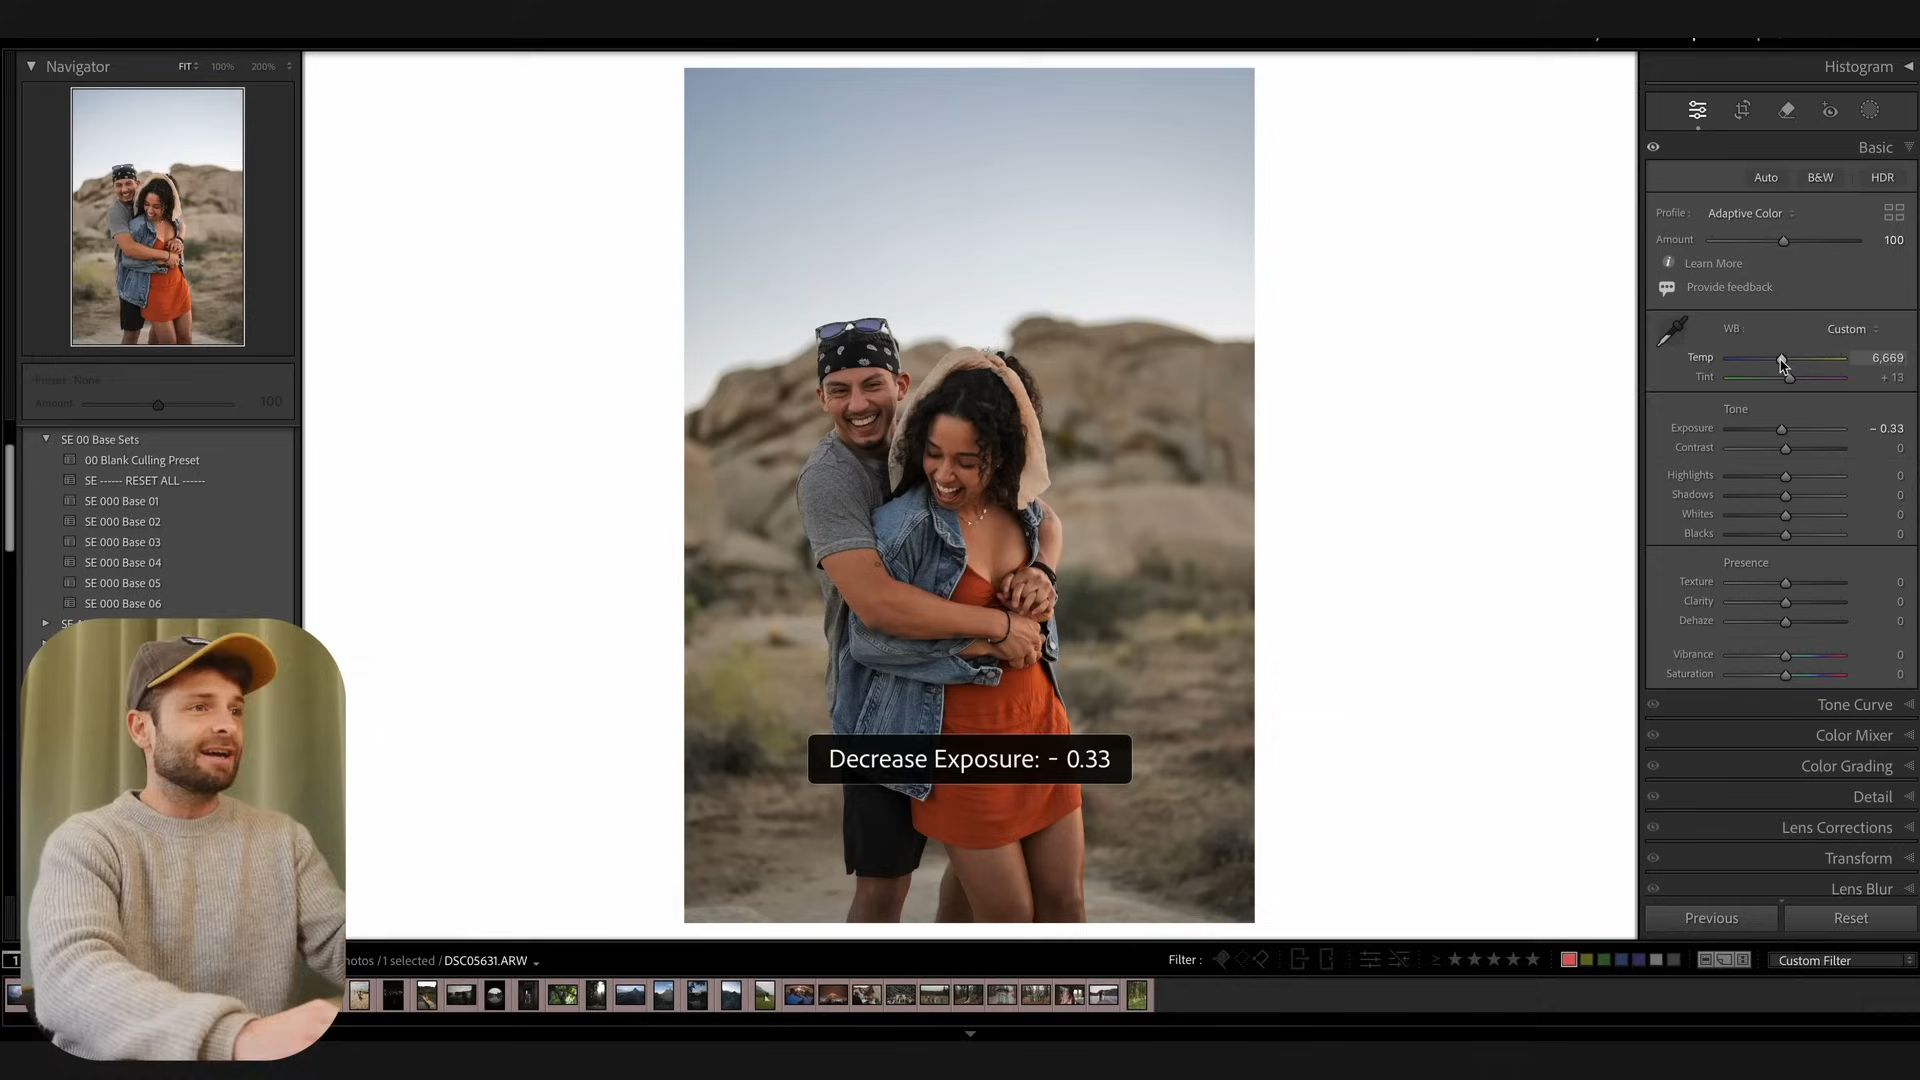 Navigator
FIT 100% 200%
Preset: None
Amount 100
SE 00 Base Sets
00 Blank Culling Preset
SE ------ RESET ALL ------
SE 000 Base 01
SE 000 Base 02
SE 000 Base 03
SE 000 Base 04
SE 000 Base 05
SE 000 Base 06
Decrease Exposure: - 0.33
Histogram
Basic
Auto B&W HDR
Profile : Adaptive Color
Amount 100
Learn More
Provide feedback
WB : Custom
Temp 6,669
Tint + 13
Tone
Exposure - 0.33
Contrast 0
Highlights 0
Shadows 0
Whites 0
Blacks 0
Presence
Texture 0
Clarity 0
Dehaze 0
Vibrance 0
Saturation 0
Tone Curve
Color Mixer
Color Grading
Detail
Lens Corrections
Transform
Lens Blur
Previous Reset
1
hotos / 1 selected / DSC05631.ARW
Filter : Custom Filter